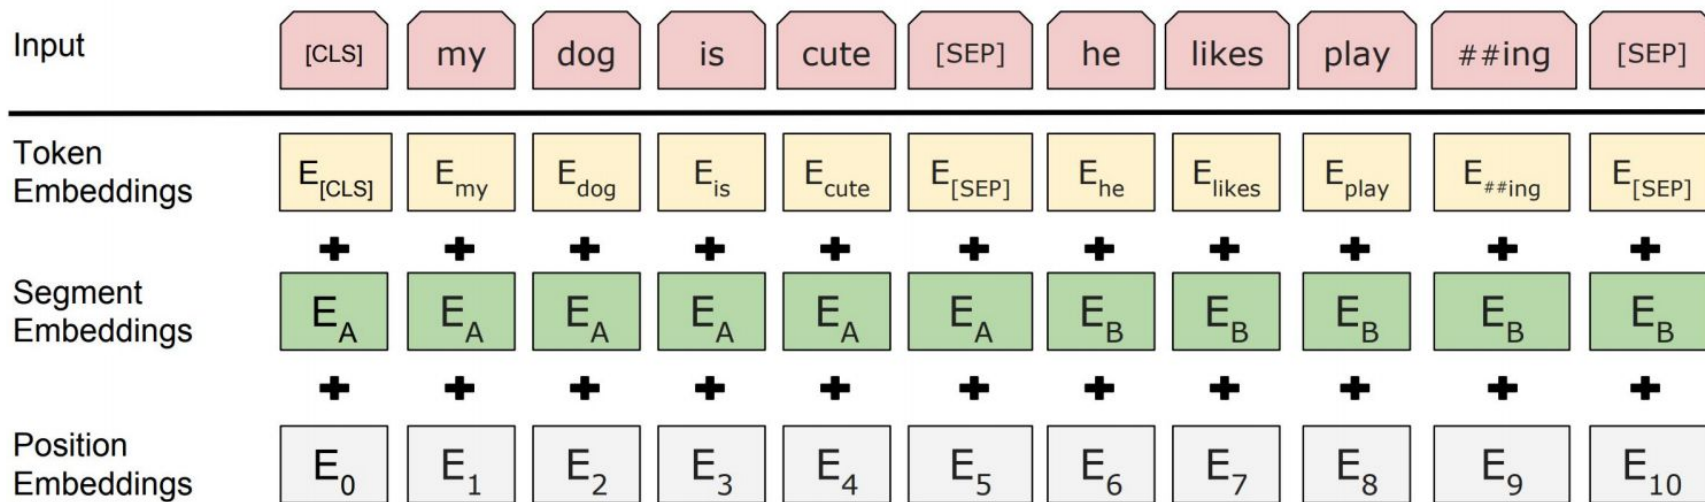 Input [CLS] my dog is cute [SEP] he likes play ##ing [SEP]
Token
Embeddings
E[CLS] Emy Edog Eis Ecute E[SEP] Ehe Elikes Eplay E##ing E[SEP]
+ + + + + + + + + + +
Segment
Embeddings
EA EA EA EA EA EA EB EB EB EB EB
+ + + + + + + + + + +
Position
Embeddings
E0 E1 E2 E3 E4 E5 E6 E7 E8 E9 E10